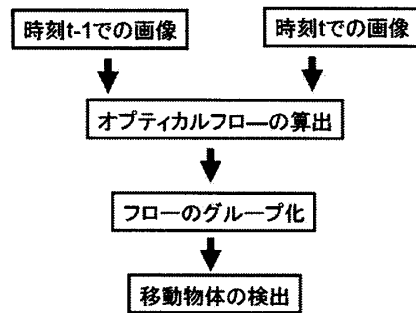 時刻t-1での画像
時刻tでの画像
オプティカルフローの算出
フローのグループ化
移動物体の検出